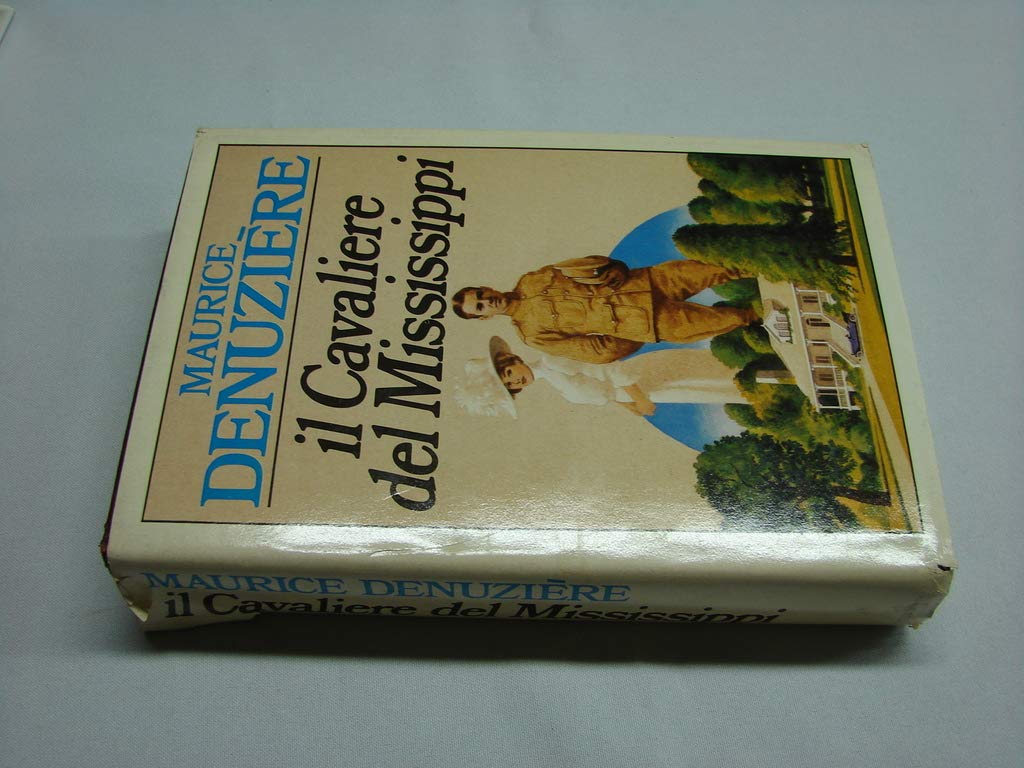 MAURICE
DENUZIÈRE
il Cavaliere
del Mississippi
MAURICE DENUZIÈRE
il Cavaliere del Mississippi